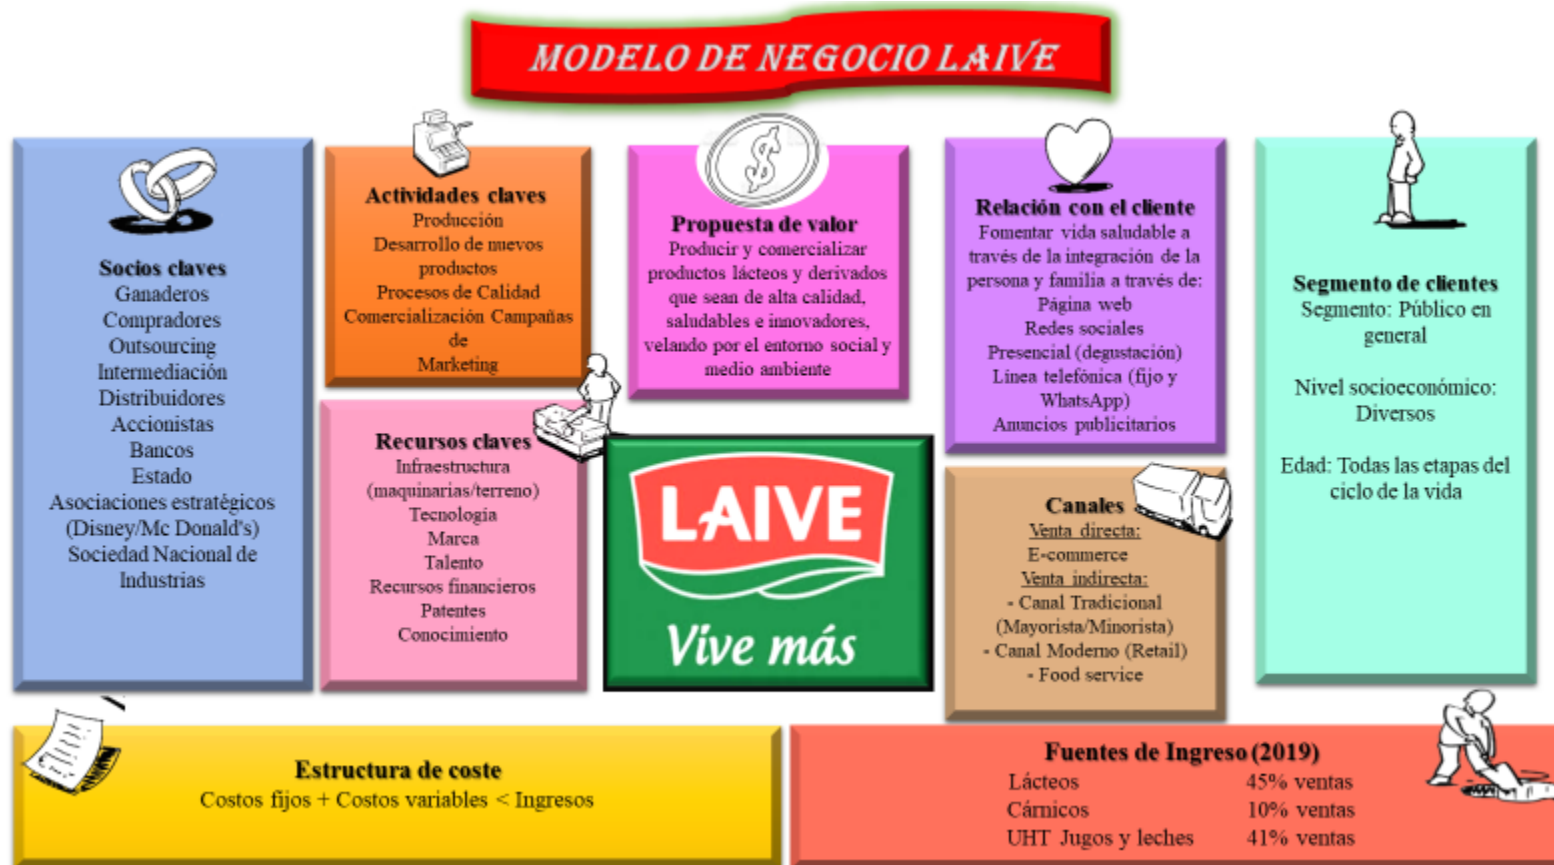 MODELO DE NEGOCIO LAIVE
Socios claves
Ganaderos
Compradores
Outsourcing
Intermediación
Distribuidores
Accionistas
Bancos
Estado
Asociaciones estratégicos
(Disney/Mc Donald's)
Sociedad Nacional de
Industrias
Actividades claves
Producción
Desarrollo de nuevos
productos
Procesos de Calidad
Comercialización Campañas
de
Marketing
Recursos claves
Infraestructura
(maquinarias/terreno)
Tecnología
Marca
Talento
Recursos financieros
Patentes
Conocimiento
Propuesta de valor
Producir y comercializar
productos lácteos y derivados
que sean de alta calidad,
saludables e innovadores,
velando por el entorno social y
medio ambiente
LAIVE
Vive más
Relación con el cliente
Fomentar vida saludable a
través de la integración de la
persona y familia a través de:
Página web
Redes sociales
Presencial (degustación)
Línea telefónica (fijo y
WhatsApp)
Anuncios publicitarios
Canales
Venta directa:
E-commerce
Venta indirecta:
- Canal Tradicional
(Mayorista/Minorista)
- Canal Moderno (Retail)
- Food service
Segmento de clientes
Segmento: Público en
general
Nivel socioeconómico:
Diversos
Edad: Todas las etapas del
ciclo de la vida
Estructura de coste
Costos fijos + Costos variables < Ingresos
Fuentes de Ingreso (2019)
Lácteos 45% ventas
Cárnicos 10% ventas
UHT Jugos y leches 41% ventas